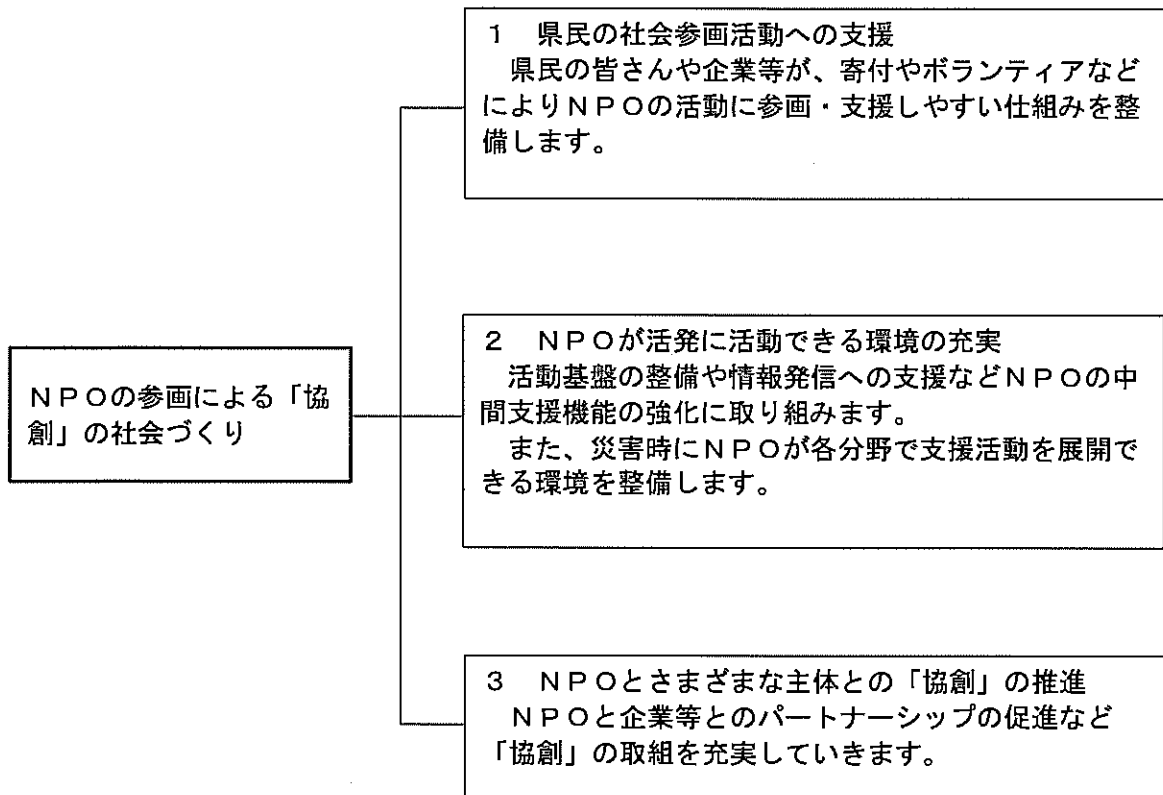 NPOの参画による「協
創」の社会づくり
1　県民の社会参画活動への支援
　県民の皆さんや企業等が、寄付やボランティアなど
によりNPOの活動に参画・支援しやすい仕組みを整
備します。
2　NPOが活発に活動できる環境の充実
　活動基盤の整備や情報発信への支援などNPOの中
間支援機能の強化に取り組みます。
　また、災害時にNPOが各分野で支援活動を展開で
きる環境を整備します。
3　NPOとさまざまな主体との「協創」の推進
　NPOと企業等とのパートナーシップの促進など
「協創」の取組を充実していきます。